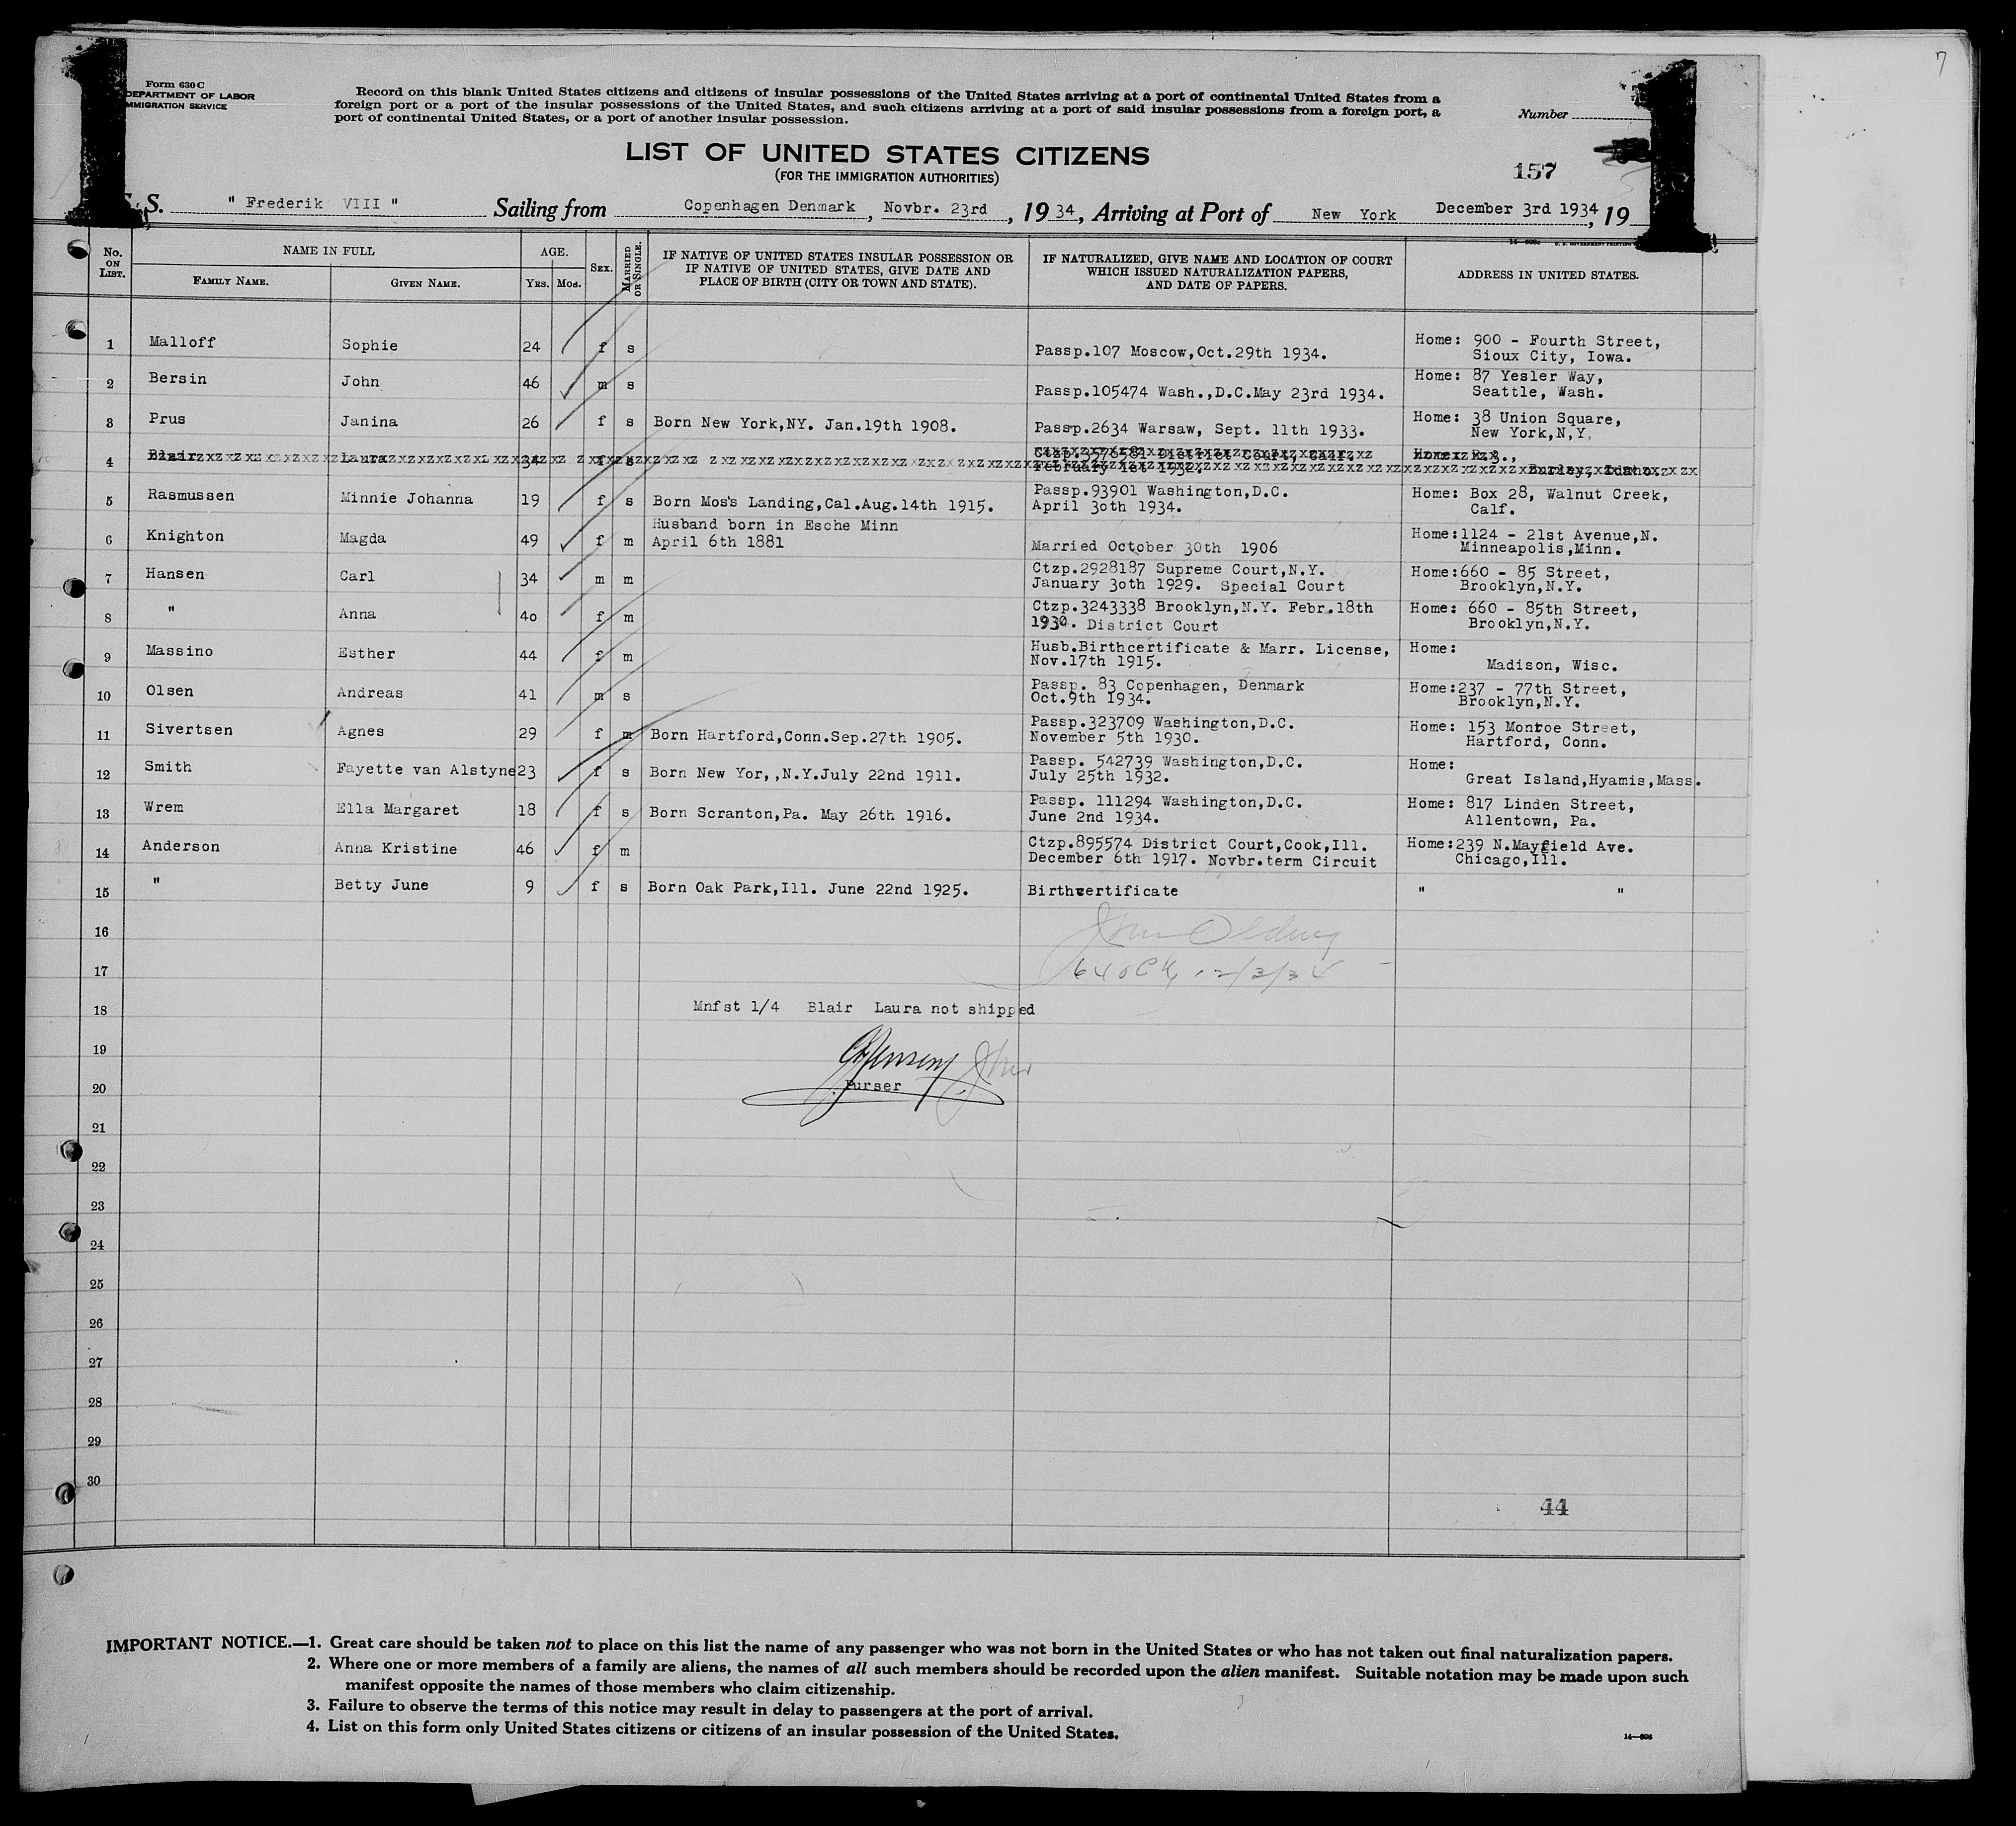 7
Form 630 C
DEPARTMENT OF LABOR
IMMIGRATION SERVICE
Record on this blank United States citizens and citizens of insular possessions of the United States arriving at a port of continental United States from a
foreign port or a port of the insular possessions of the United States, and such citizens arriving at a port of said insular possessions from a foreign port, a
port of continental United States, or a port of another insular possession.
Number
LIST OF UNITED STATES CITIZENS
(FOR THE IMMIGRATION AUTHORITIES)
157
S. S. " Frederik VIII " Sailing from Copenhagen Denmark, Novbr. 23rd, 1934, Arriving at Port of New York December 3rd 1934, 19
No. ON LIST. NAME IN FULL FAMILY NAME. GIVEN NAME. AGE. YRS. MOS. SEX. MARRIED OR SINGLE. IF NATIVE OF UNITED STATES INSULAR POSSESSION OR IF NATIVE OF UNITED STATES, GIVE DATE AND PLACE OF BIRTH (CITY OR TOWN AND STATE). IF NATURALIZED, GIVE NAME AND LOCATION OF COURT WHICH ISSUED NATURALIZATION PAPERS, AND DATE OF PAPERS. ADDRESS IN UNITED STATES.
1 Malloff Sophie 24 f s Passp.107 Moscow,Oct.29th 1934. Home: 900 - Fourth Street,
Sioux City, Iowa.
2 Bersin John 46 m s Passp.105474 Wash.,D.C.May 23rd 1934. Home: 87 Yesler Way,
Seattle, Wash.
3 Prus Janina 26 f s Born New York,NY. Jan.19th 1908. Passp.2634 Warsaw, Sept. 11th 1933. Home: 38 Union Square,
New York,N,Y,
4 Blair Laura 34 f s Ctzp.3576581 District Court, Calif. Home: R.3.,
February 1st 1932. Burley, Idaho.
5 Rasmussen Minnie Johanna 19 f s Born Mos's Landing,Cal.Aug.14th 1915. Passp.93901 Washington,D.C. Home: Box 28, Walnut Creek,
April 3oth 1934. Calf.
6 Knighton Magda 49 f m Husband born in Esche Minn
April 6th 1881 Married October 30th 1906 Home:1124 - 21st Avenue,N.
Minneapolis,Minn.
7 Hansen Carl 34 m m Ctzp.2928187 Supreme Court,N.Y. Home:660 - 85 Street,
January 3oth 1929. Special Court Brooklyn,N.Y.
8 " Anna 4o f m Ctzp.3243338 Brooklyn,N.Y. Febr.18th Home: 660 - 85th Street,
1930. District Court Brooklyn,N.Y.
9 Massino Esther 44 f m Husb.Birthcertificate & Marr. License, Home:
Nov.17th 1915. Madison, Wisc.
10 Olsen Andreas 41 m s Passp. 83 Copenhagen, Denmark Home:237 - 77th Street,
Oct.9th 1934. Brooklyn,N.Y.
11 Sivertsen Agnes 29 f m Born Hartford,Conn.Sep.27th 1905. Passp.323709 Washington,D.C. Home: 153 Montoe Street,
November 5th 1930. Hartford, Conn.
12 Smith Fayette van Alstyne 23 f s Born New Yor,,N.Y.July 22nd 1911. Passp. 542739 Washington,D.C. Home:
July 25th 1932. Great Island,Hyamis,Mass.
13 Wrem Ella Margaret 18 f s Born Scranton,Pa. May 26th 1916. Passp. 111294 Washington,D.C. Home: 817 Linden Street,
June 2nd 1934. Allentown, Pa.
14 Anderson Anna Kristine 46 f m Ctzp.895574 District Court,Cook,Ill. Home:239 N.Mayfield Ave.
December 6th 1917. Novbr.term Circuit Chicago,Ill.
15 " Betty June 9 f s Born Oak Park,Ill. June 22nd 1925. Birthcertificate " "
16
17 12/3/34
18 Mnfst 1/4 Blair Laura not shipped
19
20 Purser
21
22
23
24
25
26
27
28
29
30
44
IMPORTANT NOTICE.—1. Great care should be taken not to place on this list the name of any passenger who was not born in the United States or who has not taken out final naturalization papers.
2. Where one or more members of a family are aliens, the names of all such members should be recorded upon the alien manifest. Suitable notation may be made upon such
manifest opposite the names of those members who claim citizenship.
3. Failure to observe the terms of this notice may result in delay to passengers at the port of arrival.
4. List on this form only United States citizens or citizens of an insular possession of the United States.